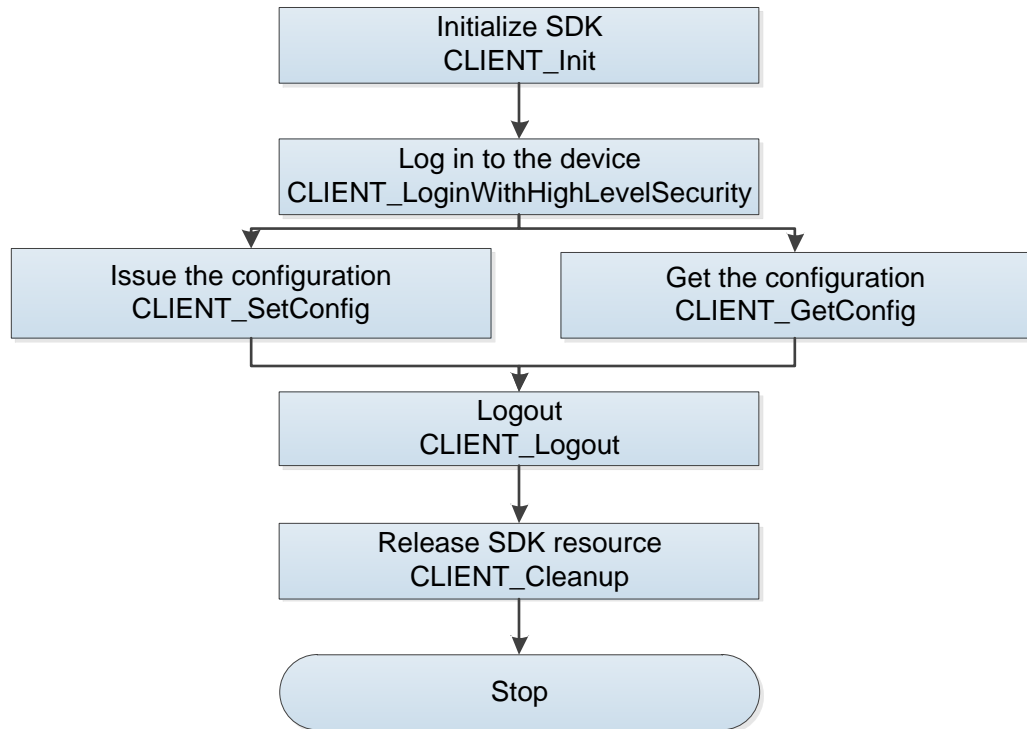 Initialize SDK
CLIENT_Init
Log in to the device
CLIENT_LoginWithHighLevelSecurity
Issue the configuration
CLIENT_SetConfig
Get the configuration
CLIENT_GetConfig
Logout
CLIENT_Logout
Release SDK resource
CLIENT_Cleanup
Stop